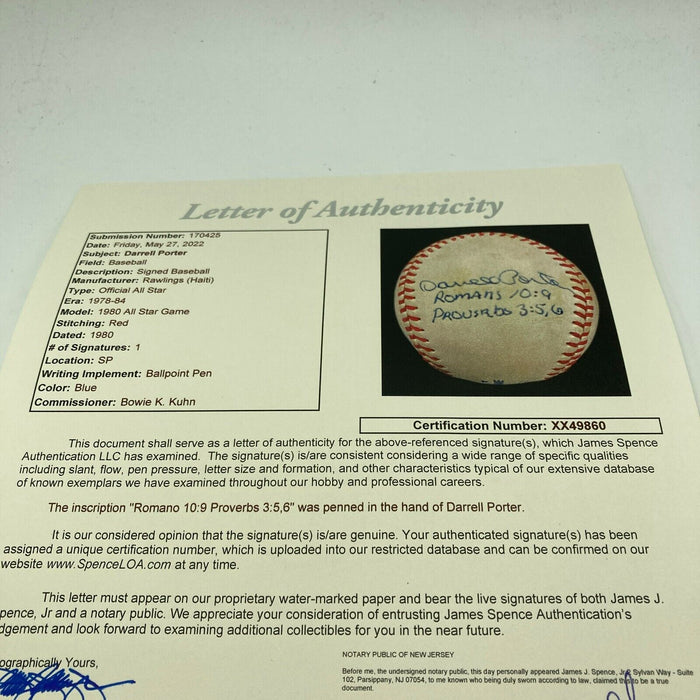 Letter of Authenticity
Submission Number: 170425
Date: Friday, May 27, 2022
Subject: Darrell Porter
Field: Baseball
Description: Signed Baseball
Manufacturer: Rawlings (Haiti)
Type: Official All Star
Era: 1978-84
Model: 1980 All Star Game
Stitching: Red
Dated: 1980
# of Signatures: 1
Location: SP
Writing Implement: Ballpoint Pen
Color: Blue
Commissioner: Bowie K. Kuhn
Darrell Porter
Romans 10:9
Proverbs 3:5,6
Certification Number: XX49860
This document shall serve as a letter of authenticity for the above-referenced signature(s), which James Spence
Authentication LLC has examined. The signature(s) is/are consistent considering a wide range of specific qualities
including slant, flow, pen pressure, letter size and formation, and other characteristics typical of our extensive database
of known exemplars we have examined throughout our hobby and professional careers.
The inscription "Romano 10:9 Proverbs 3:5,6" was penned in the hand of Darrell Porter.
It is our considered opinion that the signature(s) is/are genuine. Your authenticated signature(s) has been
assigned a unique certification number, which is uploaded into our restricted database and can be confirmed on our
website www.SpenceLOA.com at any time.
This letter must appear on our proprietary water-marked paper and bear the live signatures of both James J.
pence, Jr and a notary public. We appreciate your consideration of entrusting James Spence Authentication's
dgement and look forward to examining additional collectibles for you in the near future.
ographically Yours,
NOTARY PUBLIC OF NEW JERSEY
Before me, the undersigned notary public, this day personally appeared James J. Spence, Jr, 2 Sylvan Way - Suite
102, Parsippany, NJ 07054, to me known who being duly sworn according to law, claimed this to be a true
document.